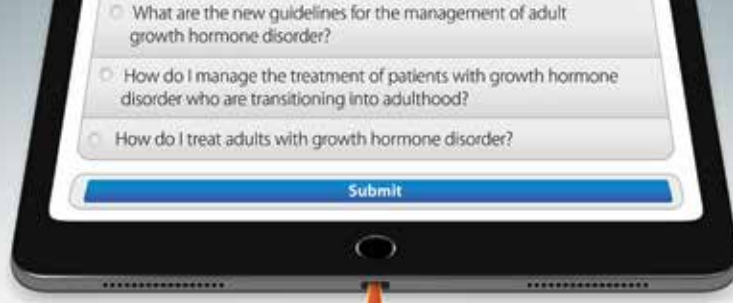 What are the new guidelines for the management of adult
growth hormone disorder?
How do I manage the treatment of patients with growth hormone
disorder who are transitioning into adulthood?
How do I treat adults with growth hormone disorder?
Submit